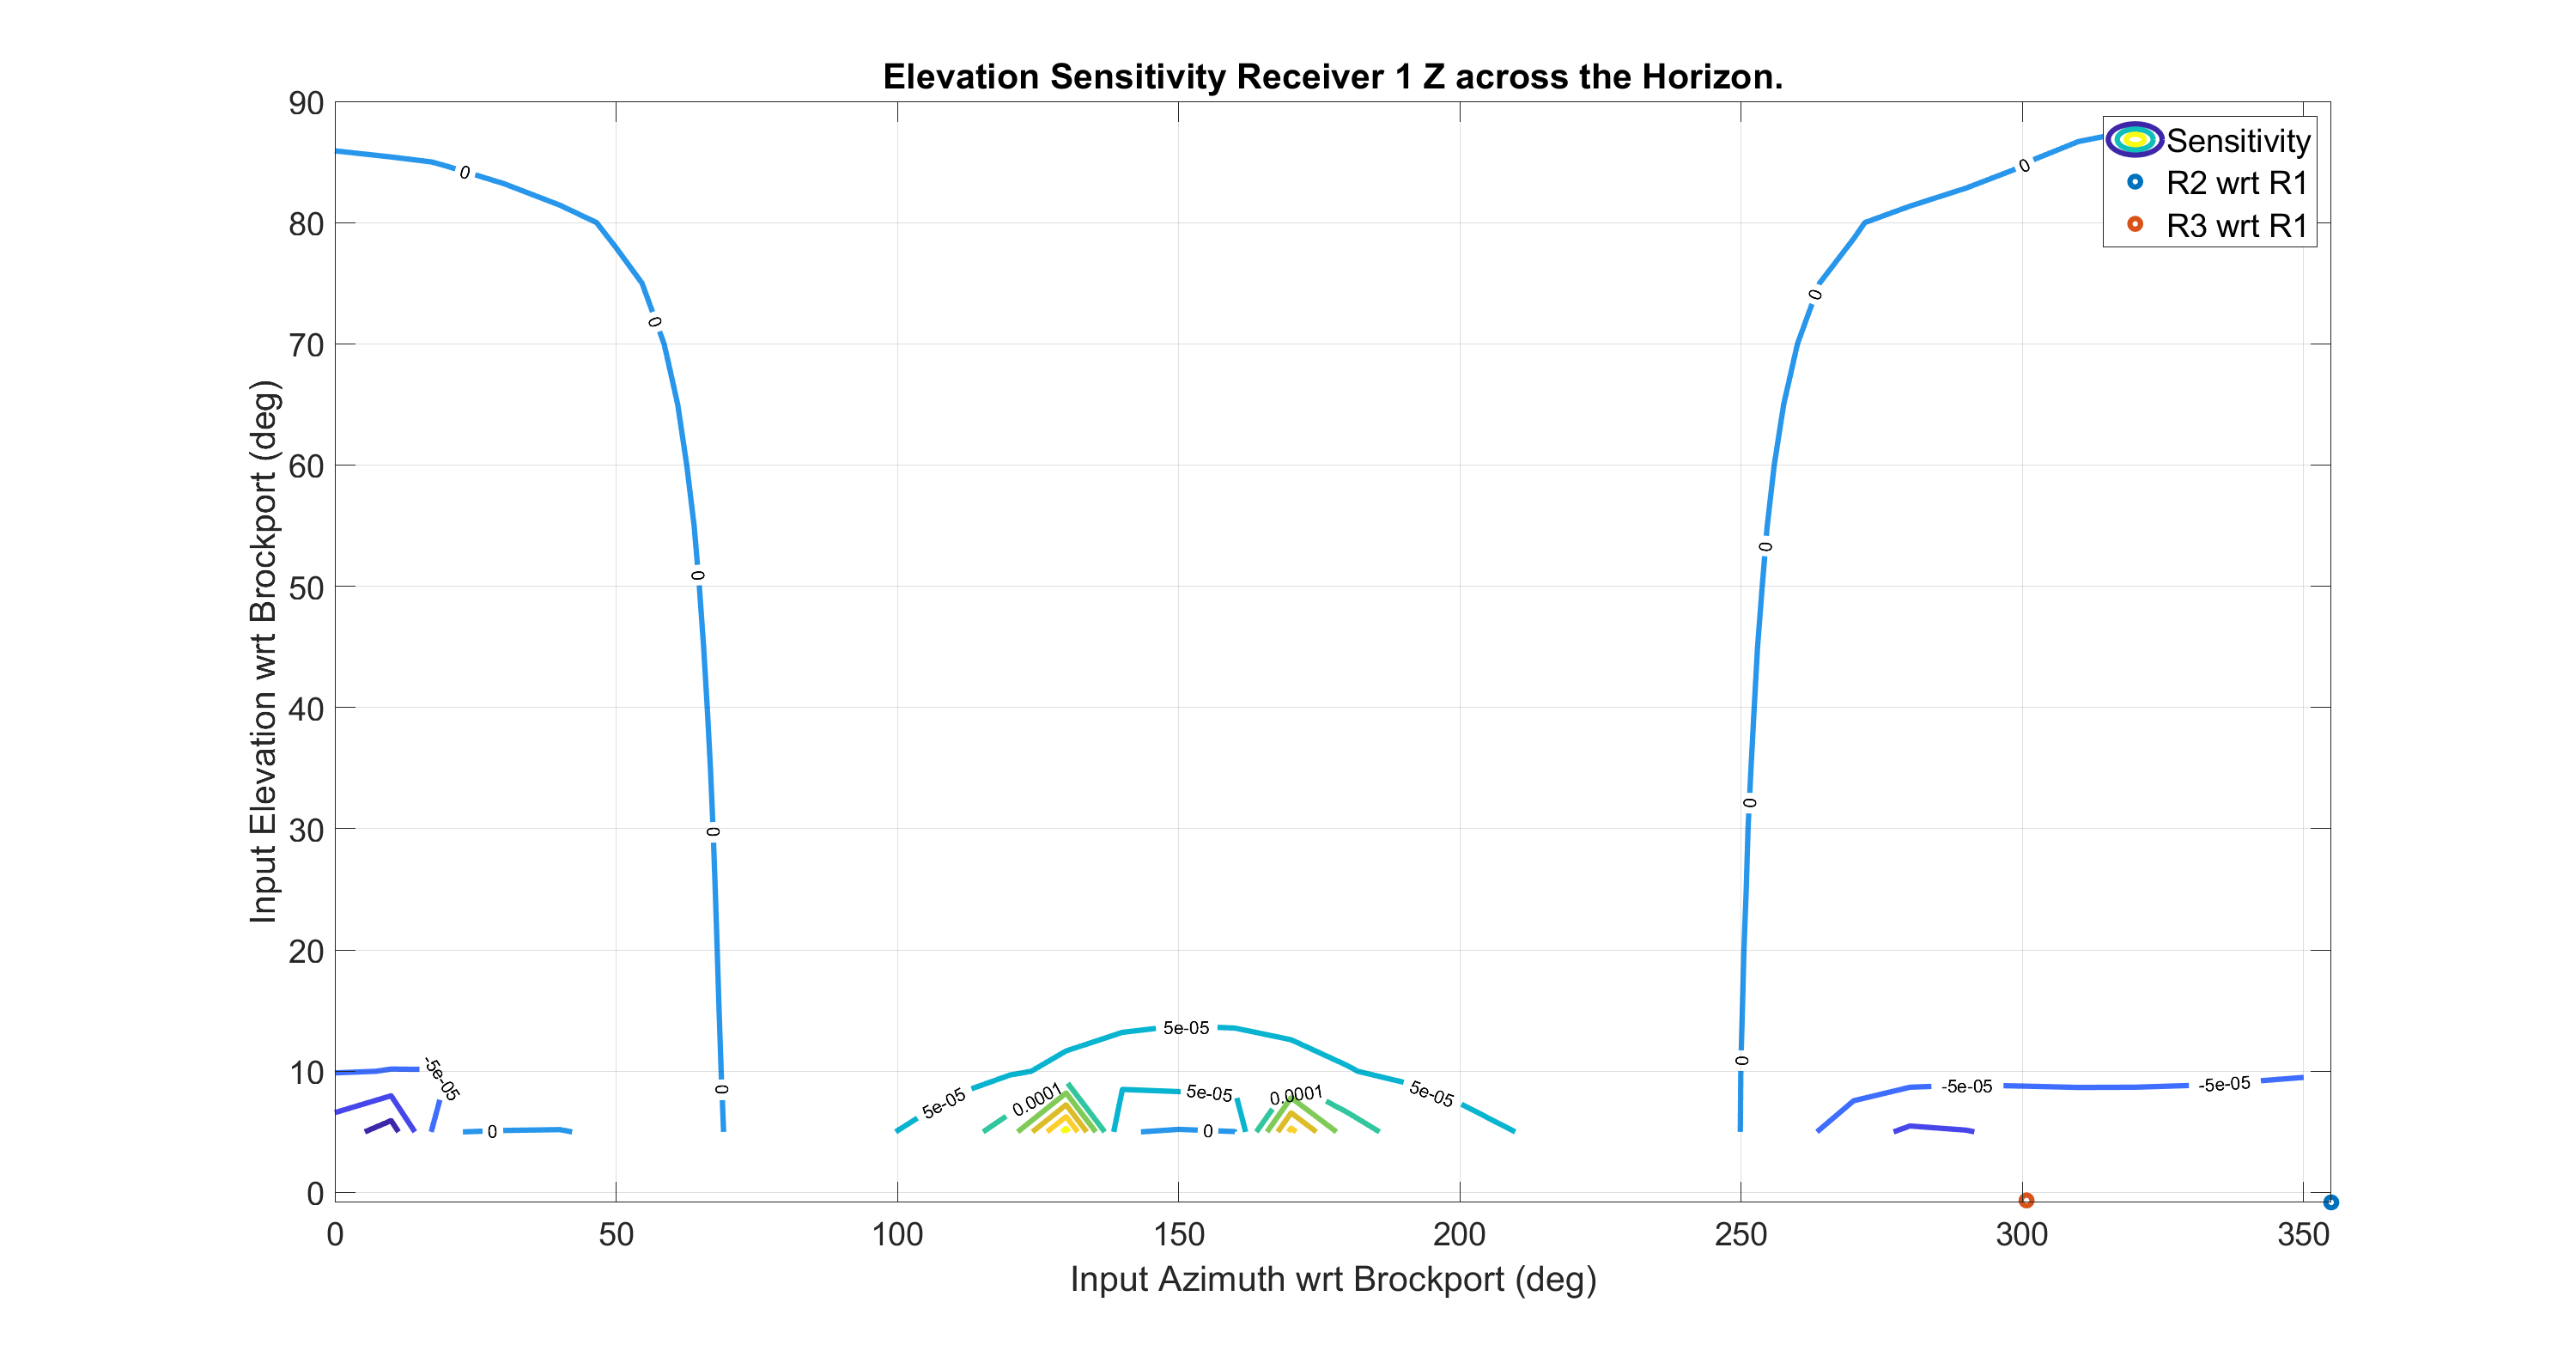 Elevation Sensitivity Receiver 1 Z across the Horizon.
Sensitivity
R2 wrt R1
R3 wrt R1
Input Elevation wrt Brockport (deg)
90
80
70
60
50
40
30
20
10
0
0
0
0
0
0
0
0
0
0
0
0
0
0
-5e-05
5e-05
0.0001
5e-05
5e-05
0.0001
5e-05
-5e-05
-5e-05
0 50 100 150 200 250 300 350
Input Azimuth wrt Brockport (deg)